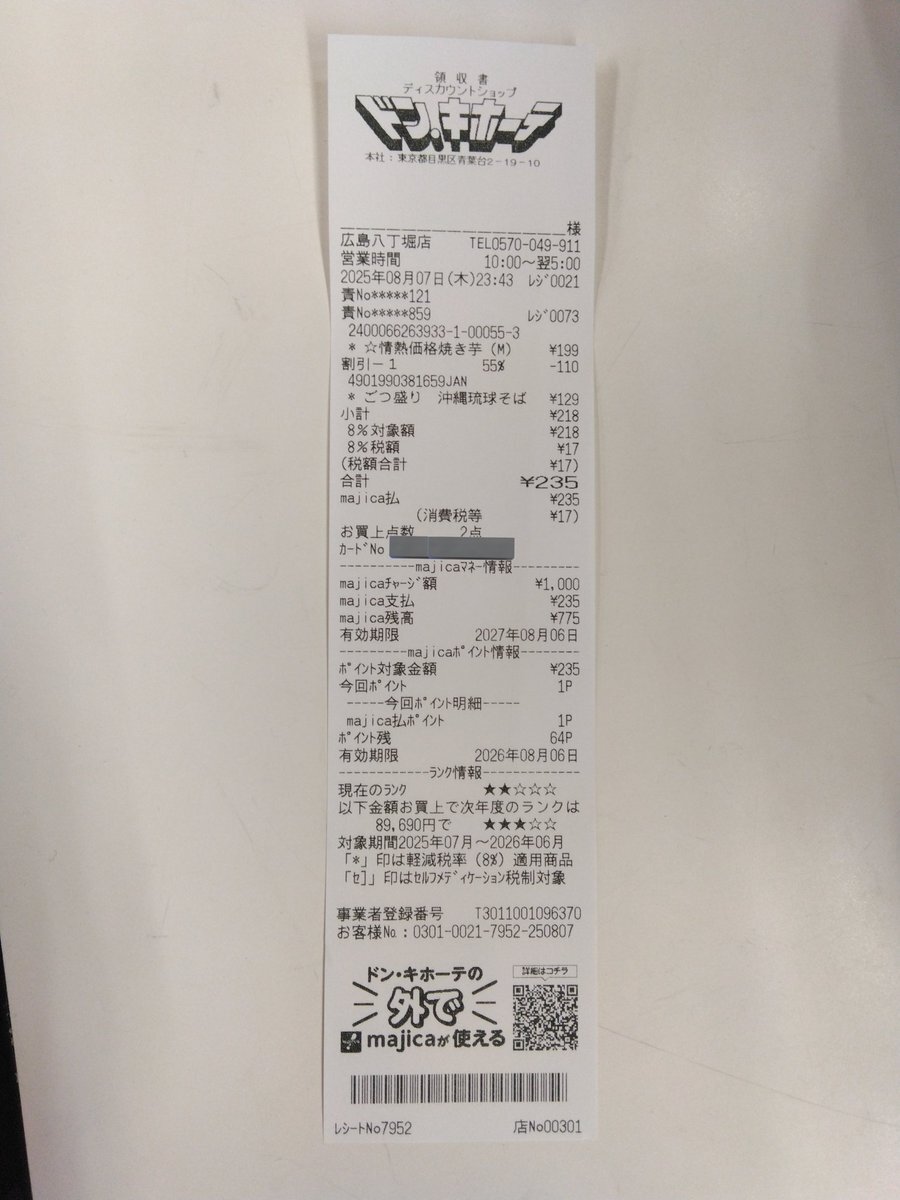 領収書
ディスカウントショップ
ドン.キホーテ
本社:東京都目黒区青葉台2-19-10
様
広島八丁堀店 TEL0570-049-911
営業時間 10:00~翌5:00
2025年08月07日(木)23:43 ﾚｼﾞ0021
責No*****121
責No*****859 ﾚｼﾞ0073
2400066263933-1-00055-3
* ☆情熱価格焼き芋(M) ¥199
割引-1 55% -110
4901990381659JAN
* ごつ盛り 沖縄琉球そば ¥129
小計 ¥218
8%対象額 ¥218
8%税額 ¥17
(税額合計 ¥17)
合計 ¥235
majica払 ¥235
(消費税等 ¥17)
お買上点数 2点
ｶｰﾄﾞNo
----------majicaﾏﾈｰ情報---------
majicaﾁｬｰｼﾞ額 ¥1,000
majica支払 ¥235
majica残高 ¥775
有効期限 2027年08月06日
---------majicaﾎﾟｲﾝﾄ情報--------
ﾎﾟｲﾝﾄ対象金額 ¥235
今回ﾎﾟｲﾝﾄ 1P
-----今回ﾎﾟｲﾝﾄ明細-----
majica払ﾎﾟｲﾝﾄ 1P
ﾎﾟｲﾝﾄ残 64P
有効期限 2026年08月06日
------------ﾗﾝｸ情報-------------
現在のﾗﾝｸ ★★☆☆☆
以下金額お買上で次年度のランクは
89,690円で ★★★☆☆
対象期間2025年07月~2026年06月
「*」印は軽減税率(8%)適用商品
「ｾ]」印はｾﾙﾌﾒﾃﾞｨｹｰｼｮﾝ税制対象
事業者登録番号 T3011001096370
お客様No.:0301-0021-7952-250807
ドン・キホーテの
外で
majicaが使える
詳細はコチラ
ﾚｼｰﾄNo7952 店No00301